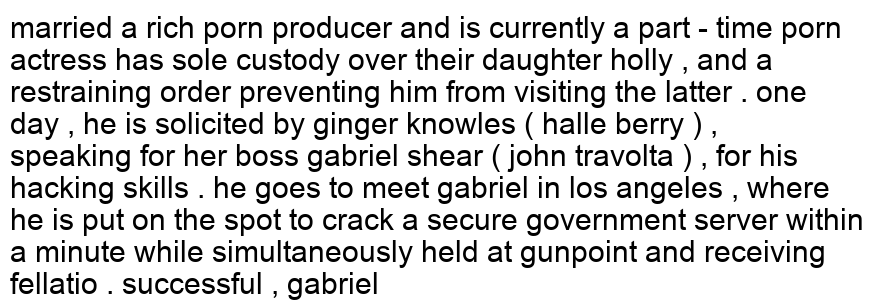 married a rich porn producer and is currently a part - time porn
actress has sole custody over their daughter holly , and a
restraining order preventing him from visiting the latter . one
day , he is solicited by ginger knowles ( halle berry ) ,
speaking for her boss gabriel shear ( john travolta ) , for his
hacking skills . he goes to meet gabriel in los angeles , where
he is put on the spot to crack a secure government server within
a minute while simultaneously held at gunpoint and receiving
fellatio . successful , gabriel